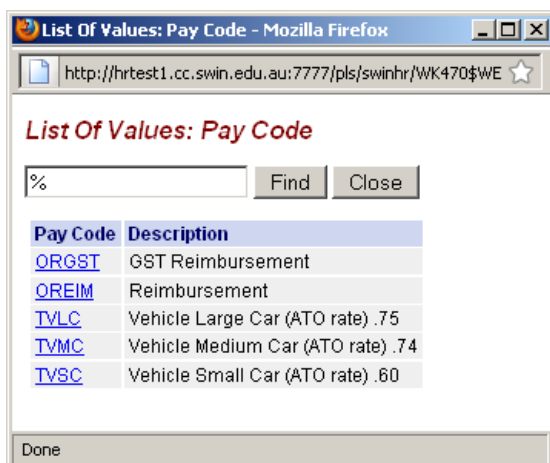 List Of Values: Pay Code - Mozilla Firefox
http://hrtest1.cc.swin.edu.au:7777/pls/swinhr/WK470$WE
List Of Values: Pay Code
% Find Close
Pay Code Description
ORGST GST Reimbursement
OREIM Reimbursement
TVLC Vehicle Large Car (ATO rate) .75
TVMC Vehicle Medium Car (ATO rate) .74
TVSC Vehicle Small Car (ATO rate) .60
Done